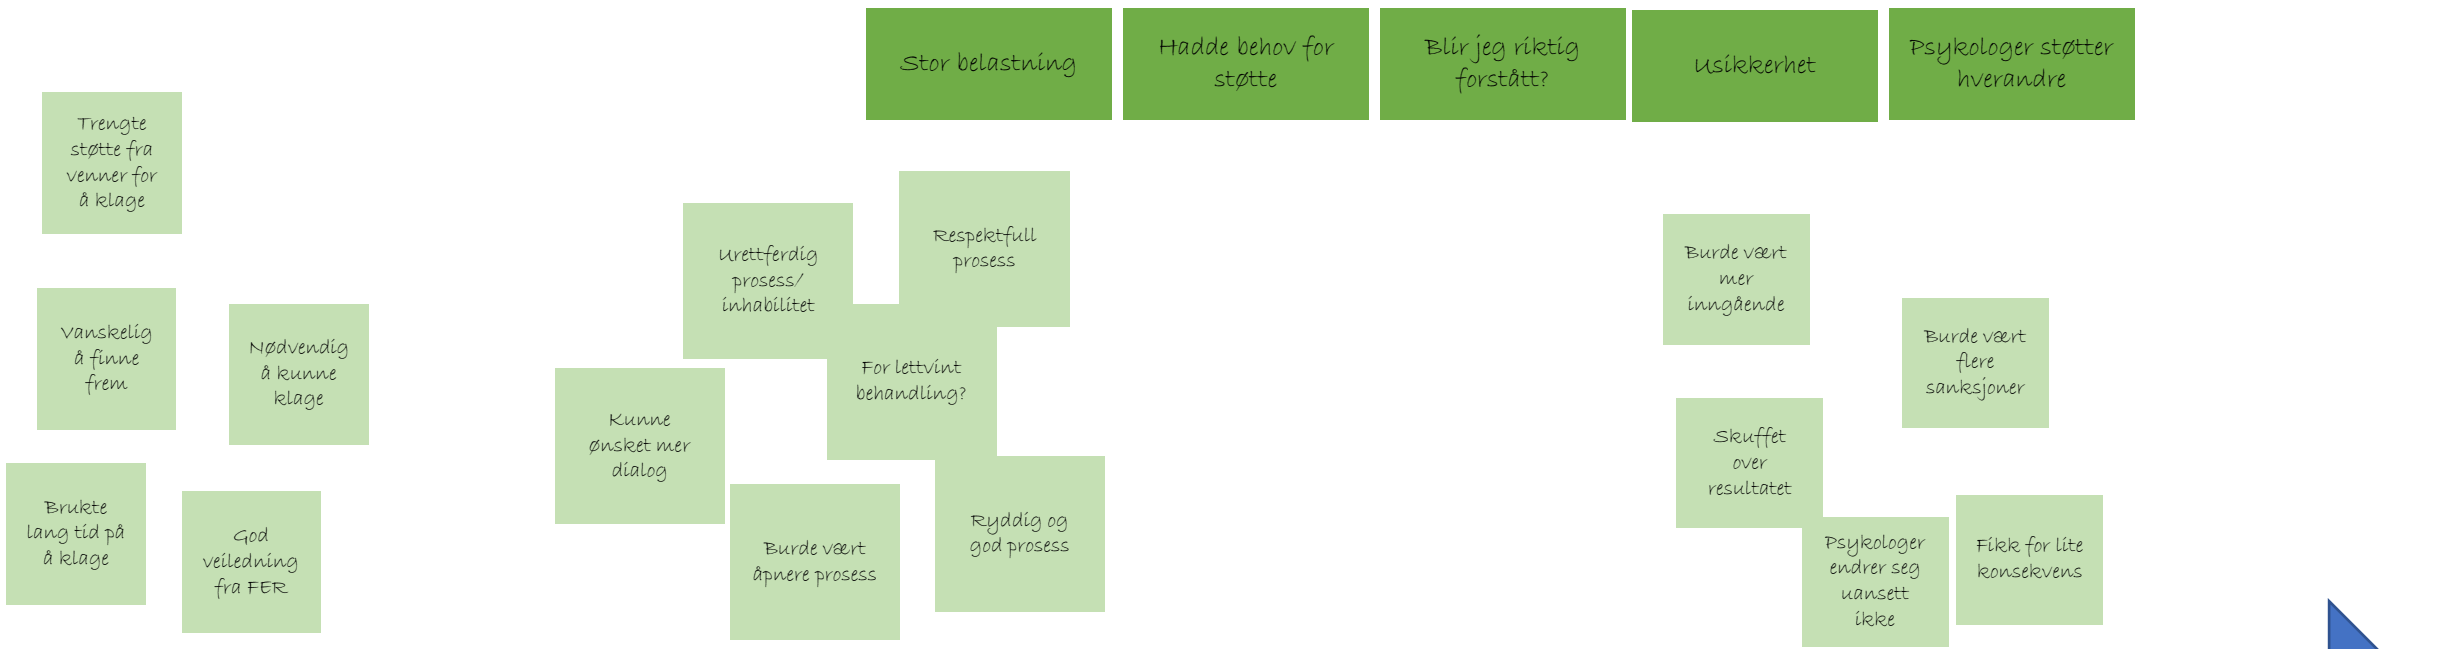 Stor belastning
Hadde behov for
støtte
Blir jeg riktig
forstått?
Usikkerhet
Psykologer støtter
hverandre
Trengte
støtte fra
venner for
å klage
Vanskelig
å finne
frem
Nødvendig
å kunne
klage
Brukte
lang tid på
å klage
God
veiledning
fra FER
Urettferdig
prosess/
inhabilitet
Respektfull
prosess
For lettvint
behandling?
Kunne
ønsket mer
dialog
Burde vært
åpnere prosess
Ryddig og
god prosess
Burde vært
mer
inngående
Burde vært
flere
sanksjoner
Skuffet
over
resultatet
Psykologer
endrer seg
uansett
ikke
Fikk for lite
konsekvens